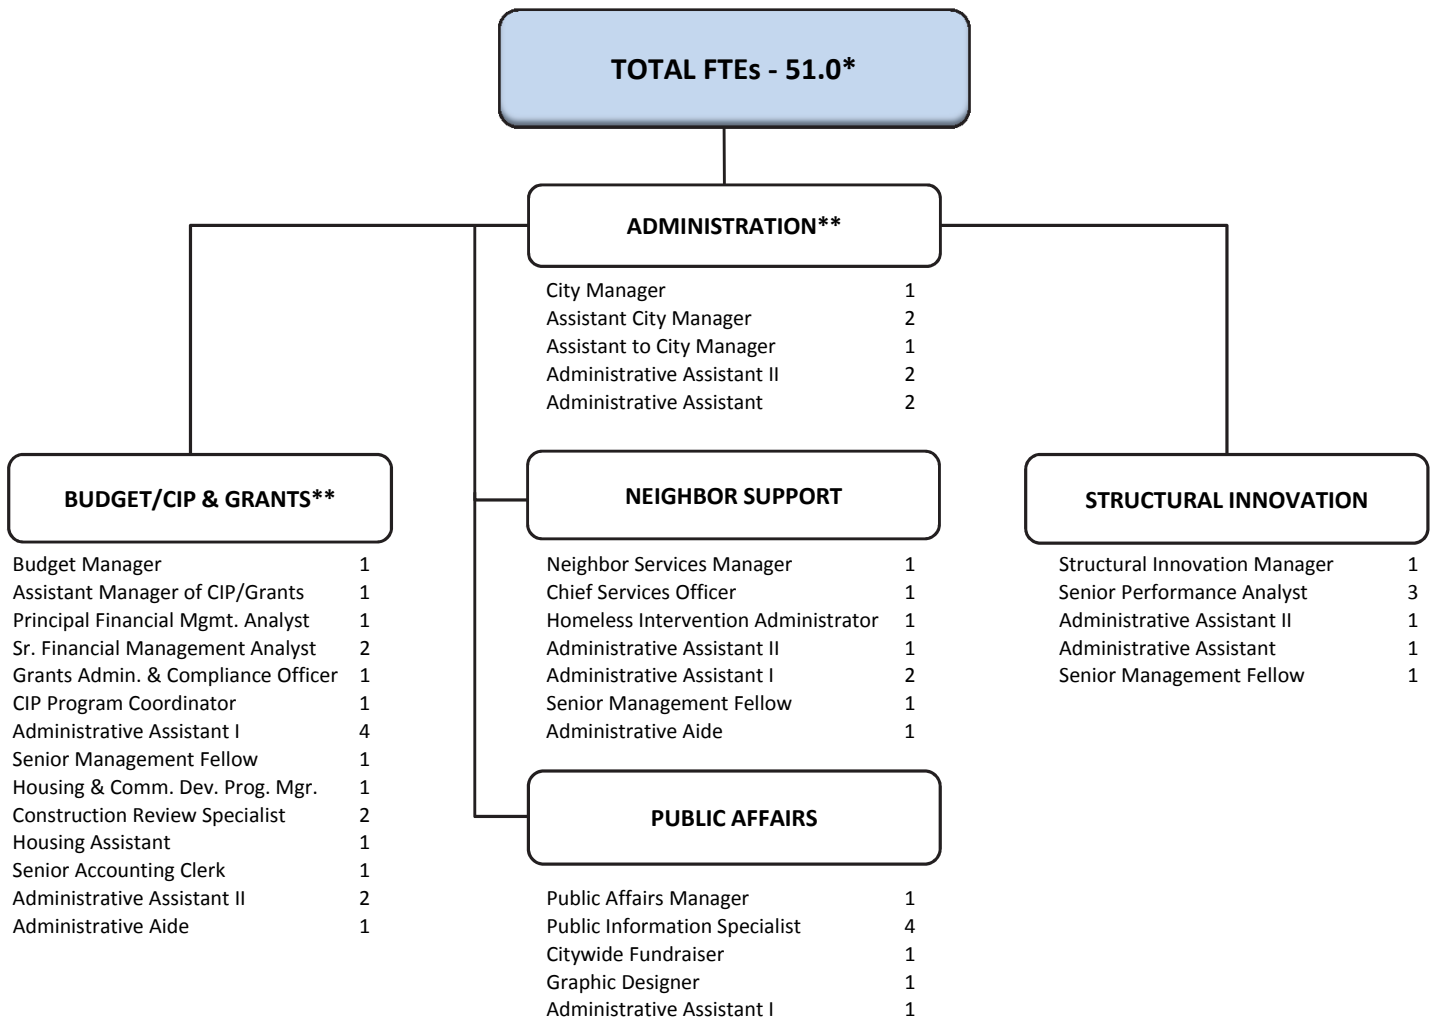 TOTAL FTEs - 51.0*
ADMINISTRATION**
City Manager 1
Assistant City Manager 2
Assistant to City Manager 1
Administrative Assistant II 2
Administrative Assistant 2
BUDGET/CIP & GRANTS**
Budget Manager 1
Assistant Manager of CIP/Grants 1
Principal Financial Mgmt. Analyst 1
Sr. Financial Management Analyst 2
Grants Admin. & Compliance Officer 1
CIP Program Coordinator 1
Administrative Assistant I 4
Senior Management Fellow 1
Housing & Comm. Dev. Prog. Mgr. 1
Construction Review Specialist 2
Housing Assistant 1
Senior Accounting Clerk 1
Administrative Assistant II 2
Administrative Aide 1
NEIGHBOR SUPPORT
Neighbor Services Manager 1
Chief Services Officer 1
Homeless Intervention Administrator 1
Administrative Assistant II 1
Administrative Assistant I 2
Senior Management Fellow 1
Administrative Aide 1
PUBLIC AFFAIRS
Public Affairs Manager 1
Public Information Specialist 4
Citywide Fundraiser 1
Graphic Designer 1
Administrative Assistant I 1
STRUCTURAL INNOVATION
Structural Innovation Manager 1
Senior Performance Analyst 3
Administrative Assistant II 1
Administrative Assistant 1
Senior Management Fellow 1